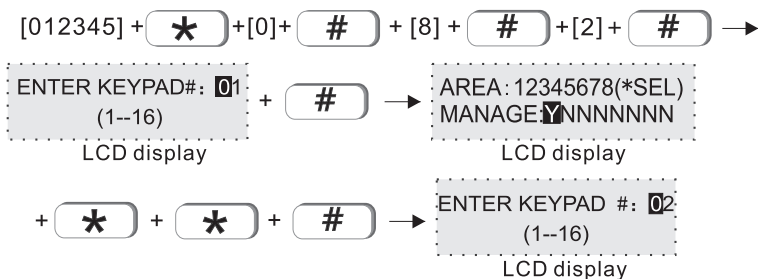 [012345] + * +[0]+ # + [8] + # +[2] + # →
ENTER KEYPAD#: 01
(1--16)
LCD display
+ # →
AREA:12345678(*SEL)
MANAGE:YNNNNNNN
LCD display
+ * + * + # →
ENTER KEYPAD #: 02
(1--16)
LCD display